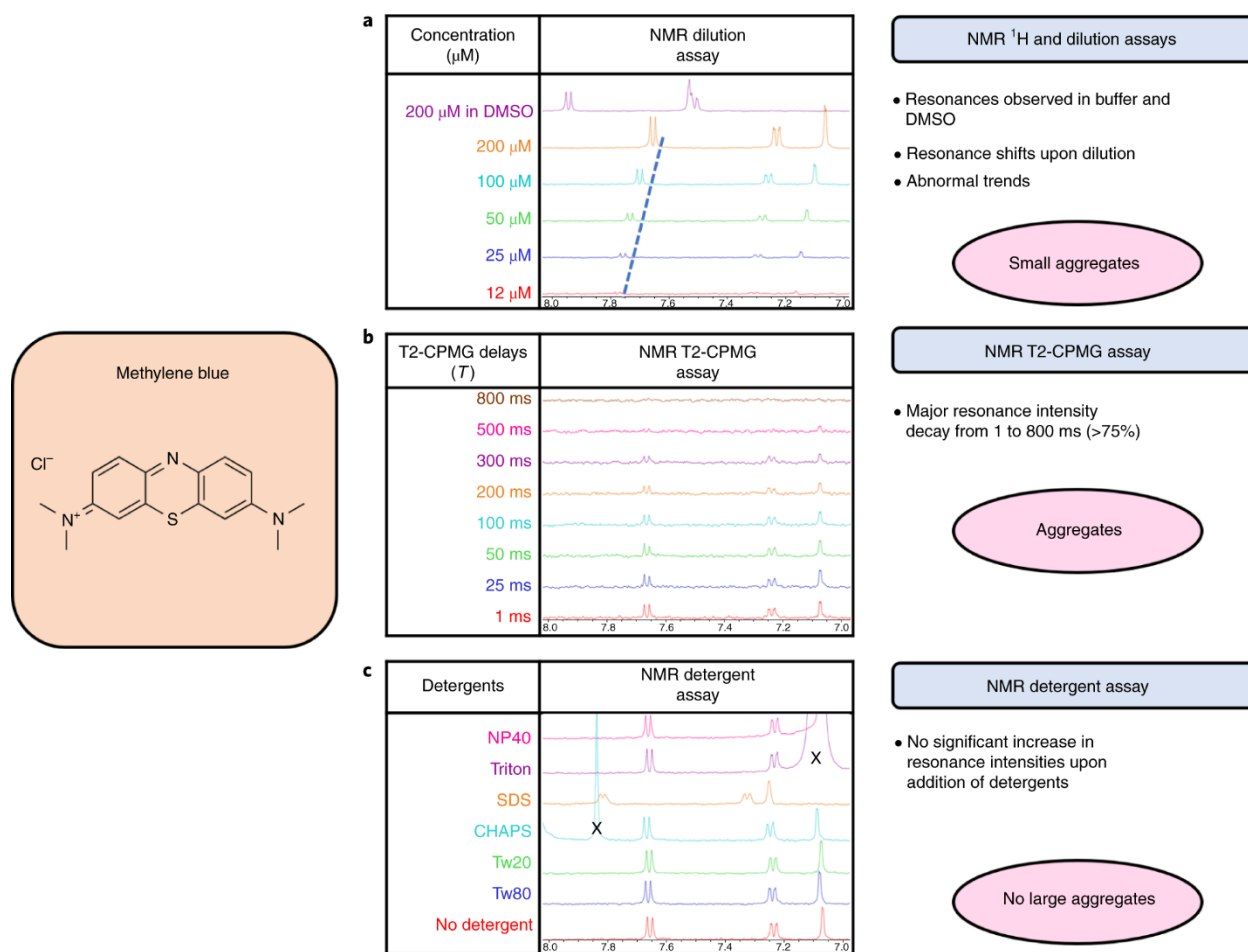 a
Concentration
(µM)
NMR dilution
assay
200 µM in DMSO
200 µM
100 µM
50 µM
25 µM
12 µM
8.0 7.8 7.6 7.4 7.2 7.0
NMR ¹H and dilution assays
• Resonances observed in buffer and
DMSO
• Resonance shifts upon dilution
• Abnormal trends
Small aggregates
Methylene blue
Cl⁻
N
N⁺
S
N
b
T2-CPMG delays
(T)
NMR T2-CPMG
assay
800 ms
500 ms
300 ms
200 ms
100 ms
50 ms
25 ms
1 ms
8.0 7.8 7.6 7.4 7.2 7.0
NMR T2-CPMG assay
• Major resonance intensity
decay from 1 to 800 ms (>75%)
Aggregates
c
Detergents
NMR detergent
assay
NP40
Triton
X
SDS
CHAPS
X
Tw20
Tw80
No detergent
8.0 7.8 7.6 7.4 7.2 7.0
NMR detergent assay
• No significant increase in
resonance intensities upon
addition of detergents
No large aggregates